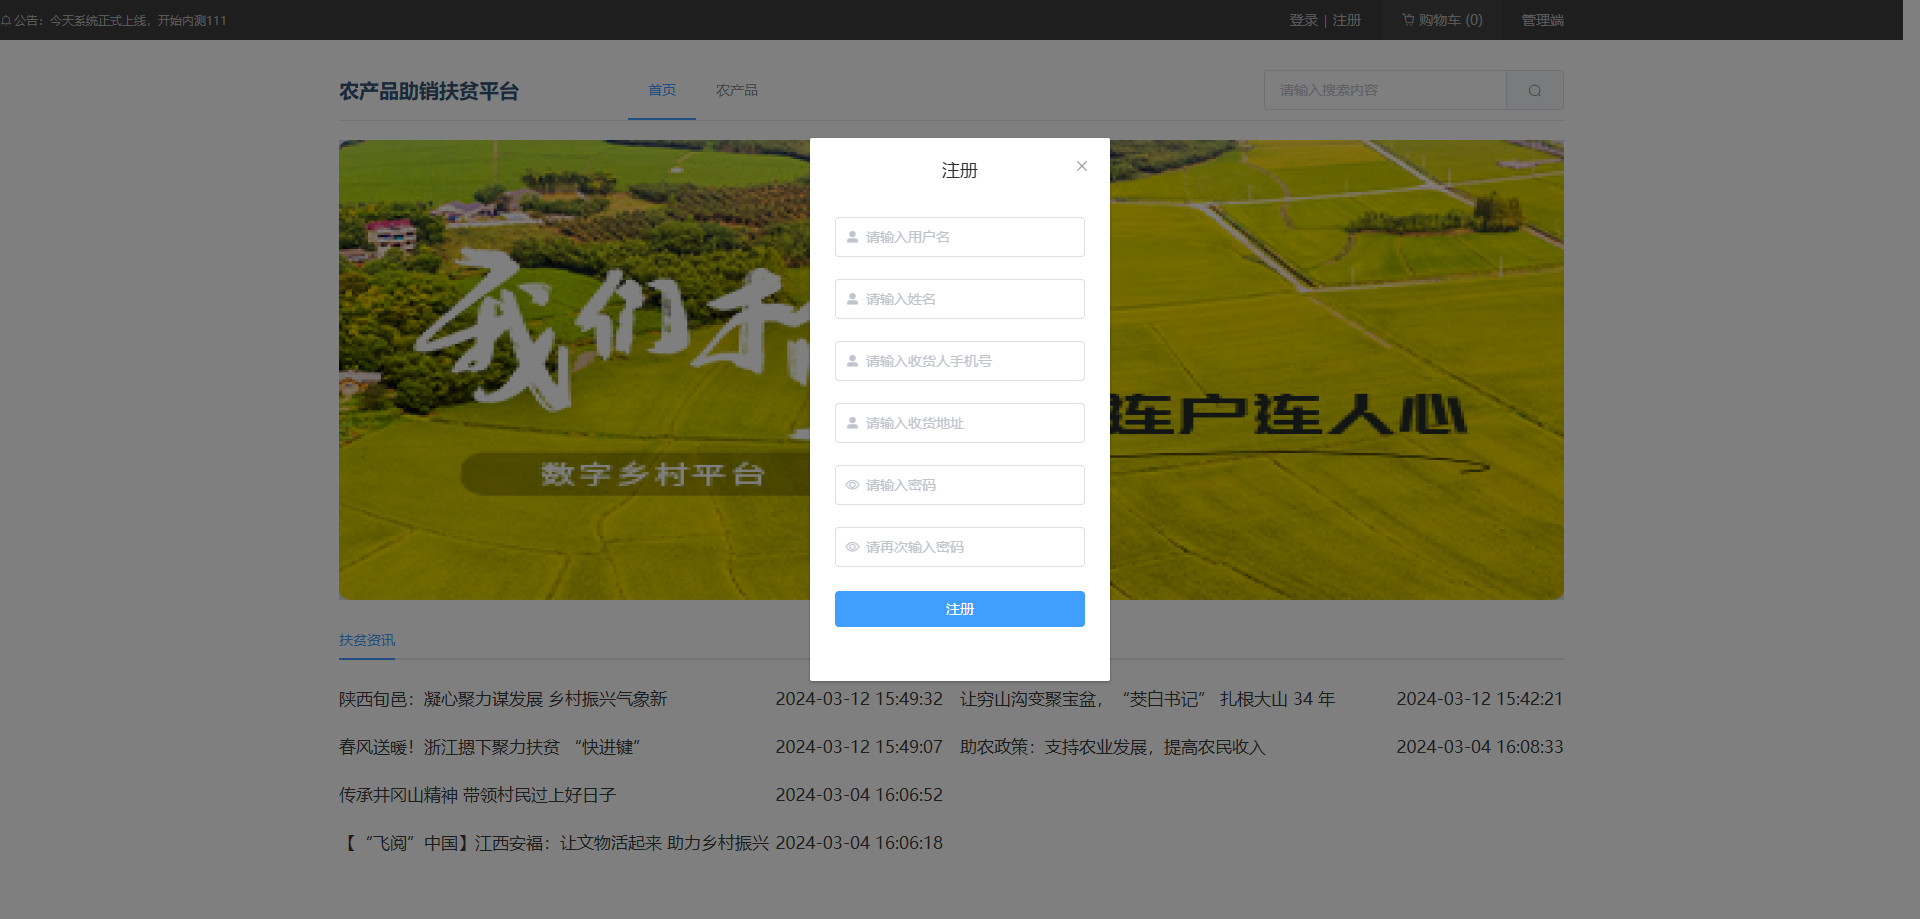 公告：今天系统正式上线，开始内测111
登录 | 注册
购物车 (0)
管理端
农产品助销扶贫平台
首页
农产品
请输入搜索内容
我们
数字乡村平台
连户连人心
注册
请输入用户名
请输入姓名
请输入收货人手机号
请输入收货地址
请输入密码
请再次输入密码
注册
扶贫资讯
陕西旬邑：凝心聚力谋发展 乡村振兴气象新 2024-03-12 15:49:32
让穷山沟变聚宝盆，“茭白书记” 扎根大山 34 年 2024-03-12 15:42:21
春风送暖！浙江摁下聚力扶贫 “快进键” 2024-03-12 15:49:07
助农政策：支持农业发展，提高农民收入 2024-03-04 16:08:33
传承井冈山精神 带领村民过上好日子 2024-03-04 16:06:52
【“飞阅”中国】江西安福：让文物活起来 助力乡村振兴 2024-03-04 16:06:18